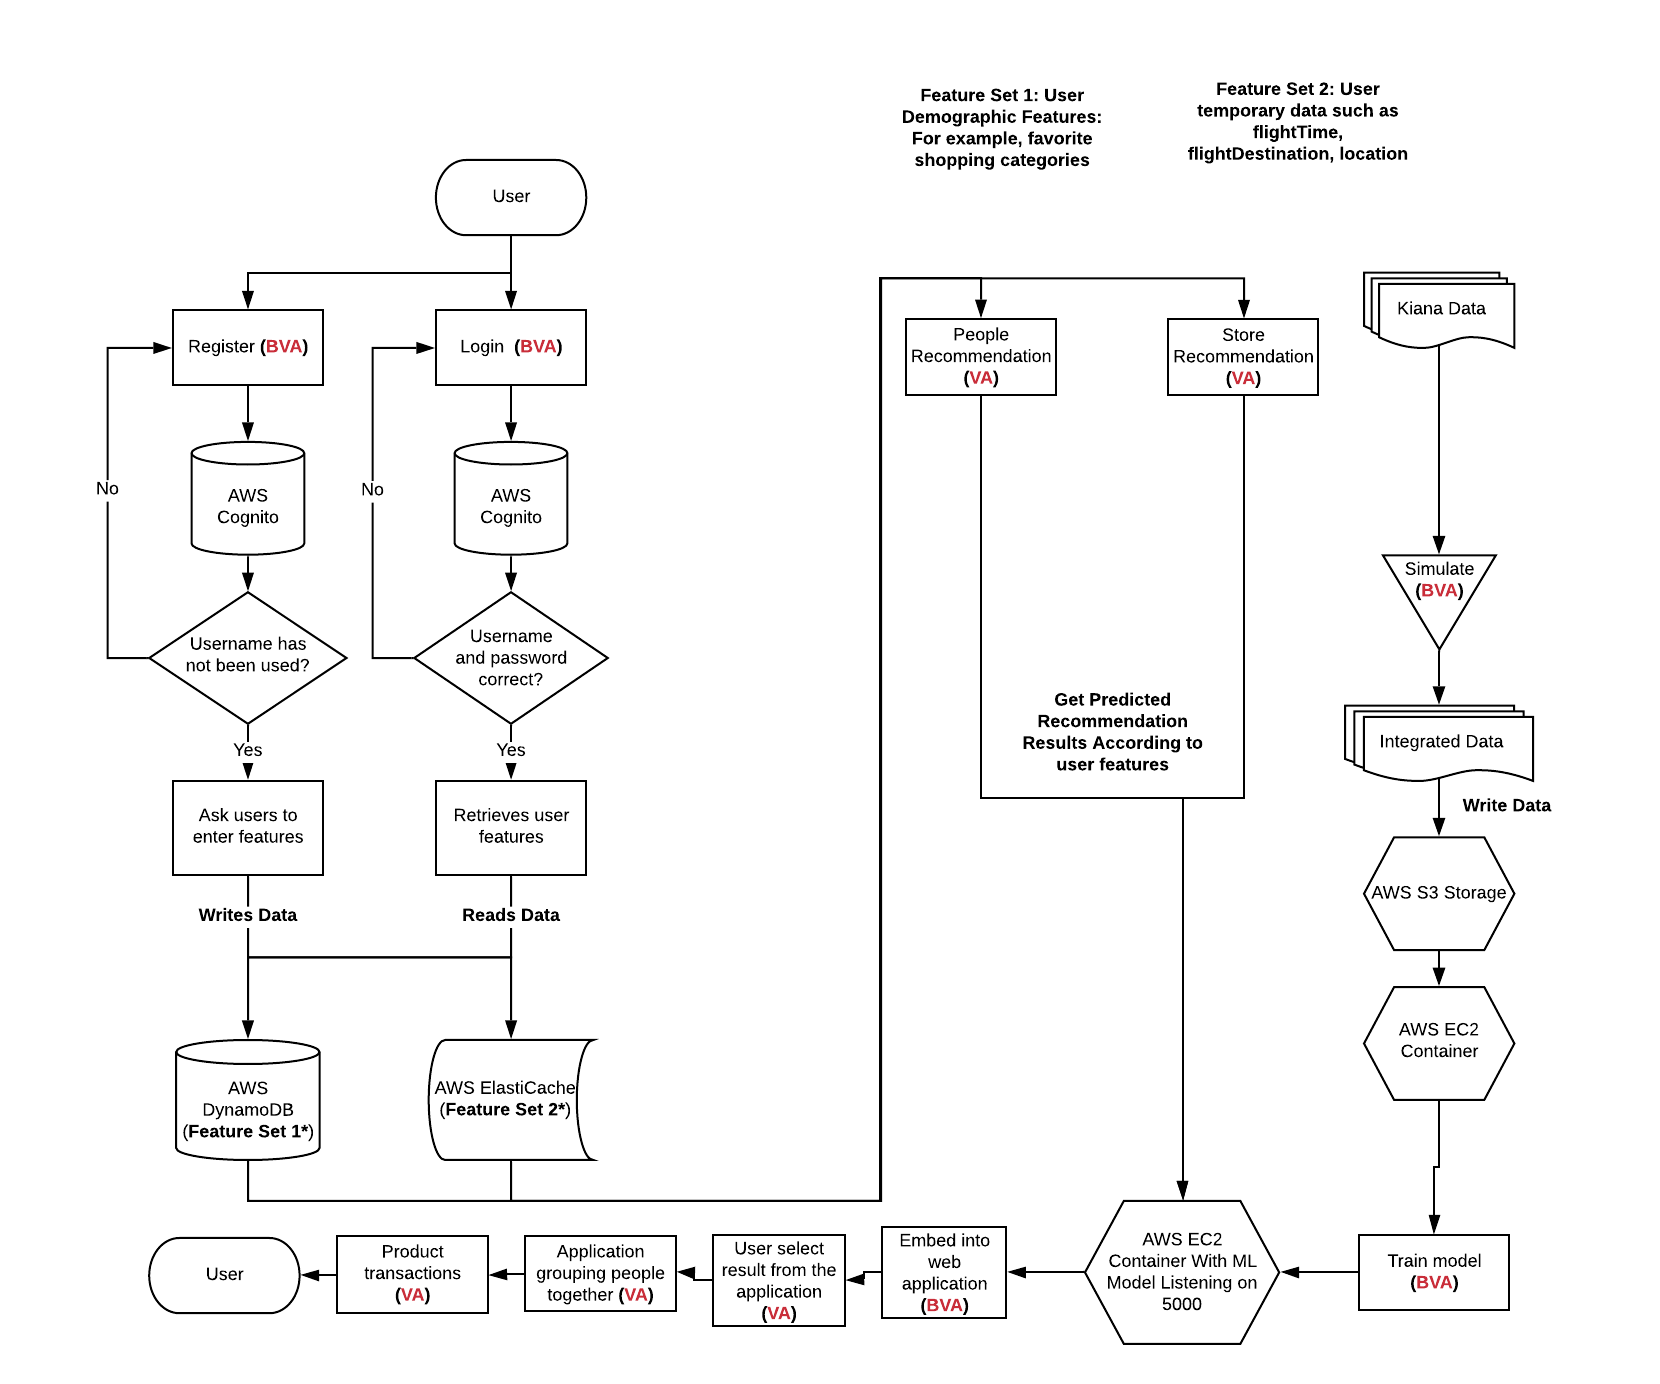 Feature Set 1: User
Demographic Features:
For example, favorite
shopping categories
Feature Set 2: User
temporary data such as
flightTime,
flightDestination, location
User
Register (BVA)
Login (BVA)
People
Recommendation
(VA)
Store
Recommendation
(VA)
Kiana Data
No
AWS
Cognito
No
AWS
Cognito
Simulate
(BVA)
Username has
not been used?
Username
and password
correct?
Get Predicted
Recommendation
Results According to
user features
Integrated Data
Yes
Yes
Write Data
Ask users to
enter features
Retrieves user
features
AWS S3 Storage
Writes Data
Reads Data
AWS EC2
Container
AWS
DynamoDB
(Feature Set 1*)
AWS ElastiCache
(Feature Set 2*)
User
Product
transactions
(VA)
Application
grouping people
together (VA)
User select
result from the
application
(VA)
Embed into
web
application
(BVA)
AWS EC2
Container With ML
Model Listening on
5000
Train model
(BVA)